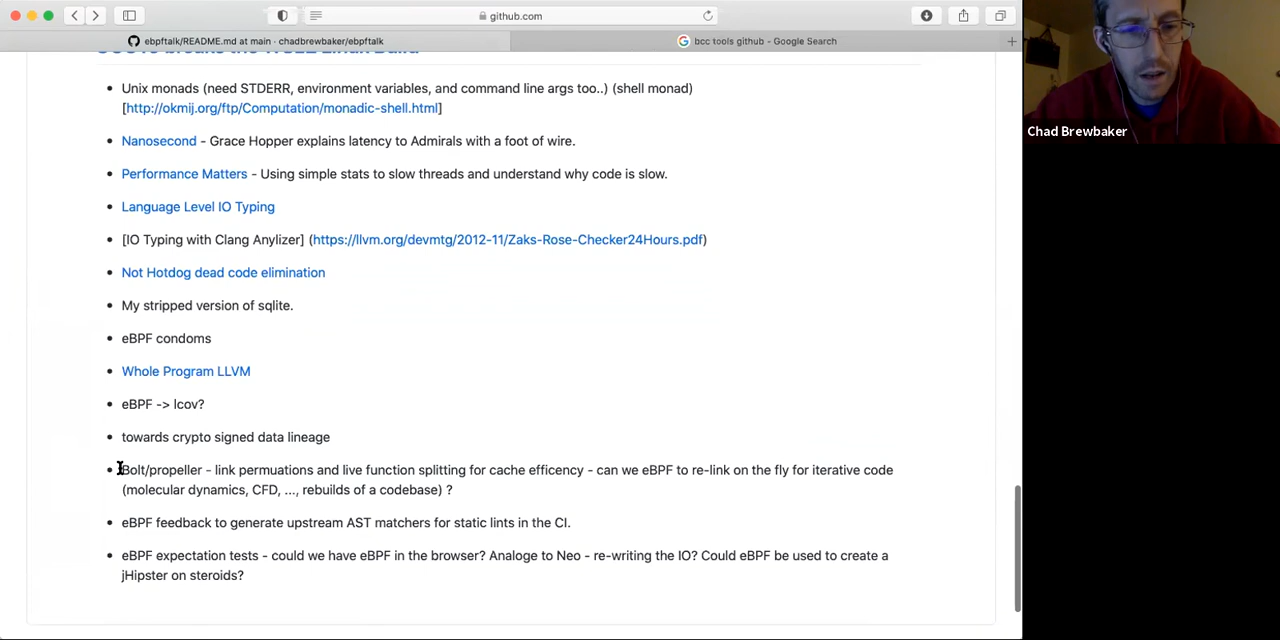 github.com
ebpftalk/README.md at main · chadbrewbaker/ebpftalk
bcc tools github - Google Search
Unix monads (need STDERR, environment variables, and command line args too..) (shell monad)
[http://okmij.org/ftp/Computation/monadic-shell.html]
Nanosecond - Grace Hopper explains latency to Admirals with a foot of wire.
Performance Matters - Using simple stats to slow threads and understand why code is slow.
Language Level IO Typing
[IO Typing with Clang Anylizer] (https://llvm.org/devmtg/2012-11/Zaks-Rose-Checker24Hours.pdf)
Not Hotdog dead code elimination
My stripped version of sqlite.
eBPF condoms
Whole Program LLVM
eBPF -> lcov?
towards crypto signed data lineage
Bolt/propeller - link permuations and live function splitting for cache efficency - can we eBPF to re-link on the fly for iterative code
(molecular dynamics, CFD, ..., rebuilds of a codebase) ?
eBPF feedback to generate upstream AST matchers for static lints in the CI.
eBPF expectation tests - could we have eBPF in the browser? Analoge to Neo - re-writing the IO? Could eBPF be used to create a
jHipster on steroids?
Chad Brewbaker